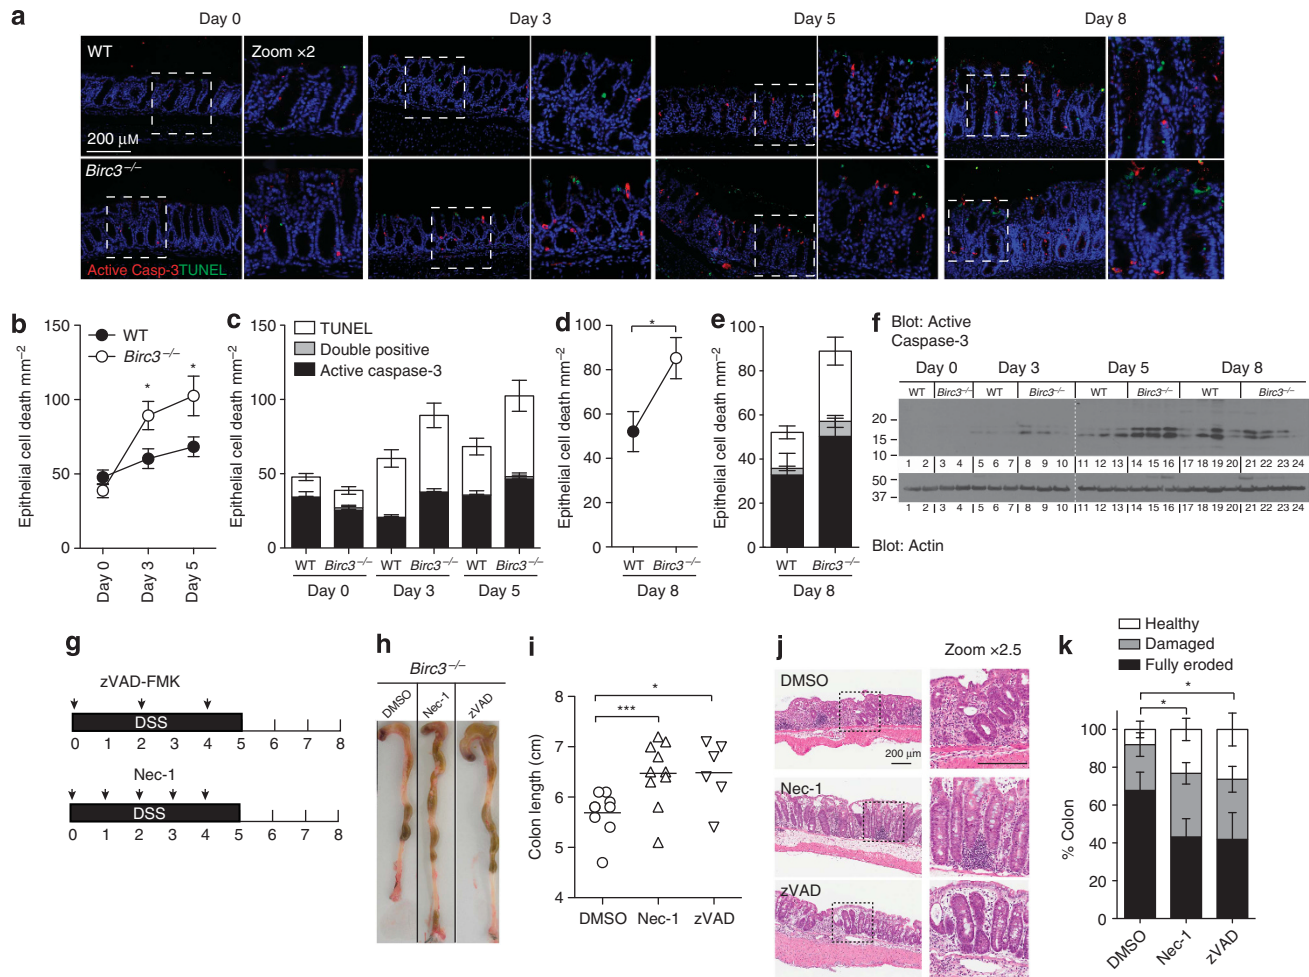 a
Day 0 Day 3 Day 5 Day 8
WT Zoom ×2
200 μM
Birc3−/−
Active Casp-3TUNEL
b
150
100
50
0
Epithelial cell death mm−2
WT
Birc3−/−
* *
Day 0 Day 3 Day 5
c
150
100
50
0
Epithelial cell death mm−2
TUNEL
Double positive
Active caspase-3
WT Birc3−/− WT Birc3−/− WT Birc3−/−
Day 0 Day 3 Day 5
d
100
80
60
40
20
0
Epithelial cell death mm−2
*
WT Birc3−/−
Day 8
e
100
80
60
40
20
0
Epithelial cell death mm−2
WT Birc3−/−
Day 8
f
Blot: Active
Caspase-3
Day 0 Day 3 Day 5 Day 8
WT Birc3−/− WT Birc3−/− WT Birc3−/− WT Birc3−/−
20
15
10
1 2 3 4 5 6 7 8 9 10 11 12 13 14 15 16 17 18 19 20 21 22 23 24
50
37
1 2 3 4 5 6 7 8 9 10 11 12 13 14 15 16 17 18 19 20 21 22 23 24
Blot: Actin
g
zVAD-FMK
DSS
0 1 2 3 4 5 6 7 8
Nec-1
DSS
0 1 2 3 4 5 6 7 8
h
Birc3−/−
DMSO Nec-1 zVAD
i
8
7
6
5
4
Colon length (cm)
*
***
DMSO Nec-1 zVAD
j
Zoom ×2.5
DMSO
200 μm
Nec-1
zVAD
k
Healthy
Damaged
Fully eroded
*
*
100
80
60
40
20
0
% Colon
DMSO Nec-1 zVAD